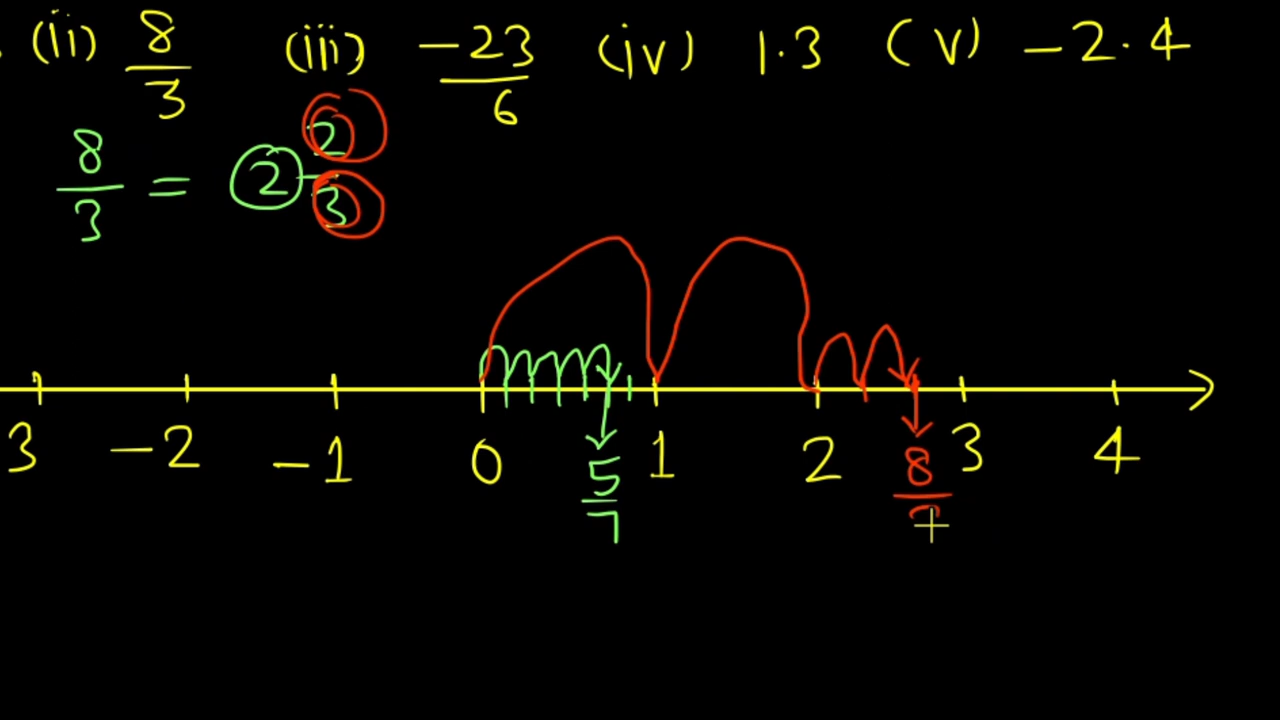 (ii) 8/3 (iii) -23/6 (iv) 1.3 (v) -2.4
8/3 = 2 2/3
3 -2 -1 0 1 2 3 4
5/7 8/